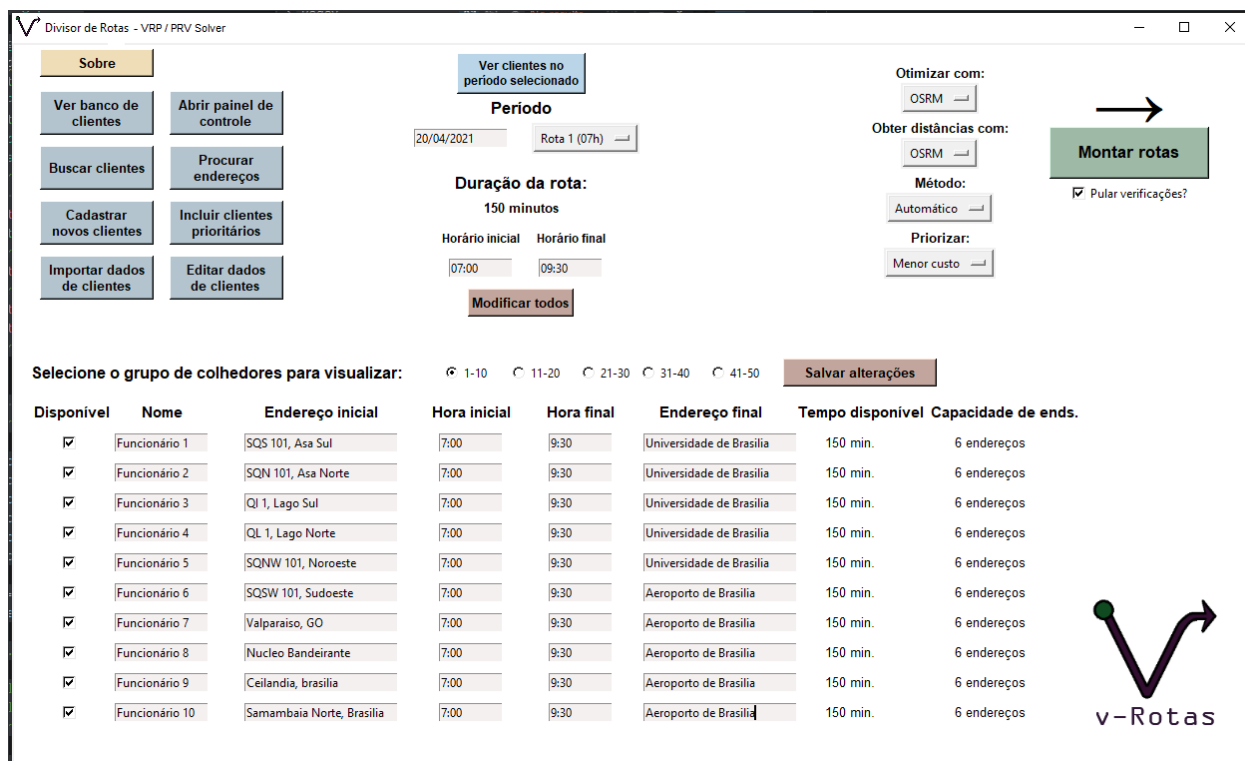 Divisor de Rotas - VRP / PRV Solver
Sobre
Ver banco de clientes
Abrir painel de controle
Buscar clientes
Procurar endereços
Cadastrar novos clientes
Incluir clientes prioritários
Importar dados de clientes
Editar dados de clientes
Ver clientes no período selecionado
Período
20/04/2021 Rota 1 (07h)
Duração da rota:
150 minutos
Horário inicial Horário final
07:00 09:30
Modificar todos
Otimizar com:
OSRM
Obter distâncias com:
OSRM
Método:
Automático
Priorizar:
Menor custo
Montar rotas
Pular verificações?
Selecione o grupo de colhedores para visualizar: 1-10 11-20 21-30 31-40 41-50 Salvar alterações
Disponível Nome Endereço inicial Hora inicial Hora final Endereço final Tempo disponível Capacidade de ends.
Funcionário 1 SQS 101, Asa Sul 7:00 9:30 Universidade de Brasilia 150 min. 6 endereços
Funcionário 2 SQN 101, Asa Norte 7:00 9:30 Universidade de Brasilia 150 min. 6 endereços
Funcionário 3 QI 1, Lago Sul 7:00 9:30 Universidade de Brasilia 150 min. 6 endereços
Funcionário 4 QL 1, Lago Norte 7:00 9:30 Universidade de Brasilia 150 min. 6 endereços
Funcionário 5 SQNW 101, Noroeste 7:00 9:30 Universidade de Brasilia 150 min. 6 endereços
Funcionário 6 SQSW 101, Sudoeste 7:00 9:30 Aeroporto de Brasilia 150 min. 6 endereços
Funcionário 7 Valparaiso, GO 7:00 9:30 Aeroporto de Brasilia 150 min. 6 endereços
Funcionário 8 Nucleo Bandeirante 7:00 9:30 Aeroporto de Brasilia 150 min. 6 endereços
Funcionário 9 Ceilandia, brasilia 7:00 9:30 Aeroporto de Brasilia 150 min. 6 endereços
Funcionário 10 Samambaia Norte, Brasilia 7:00 9:30 Aeroporto de Brasilia 150 min. 6 endereços
v-Rotas